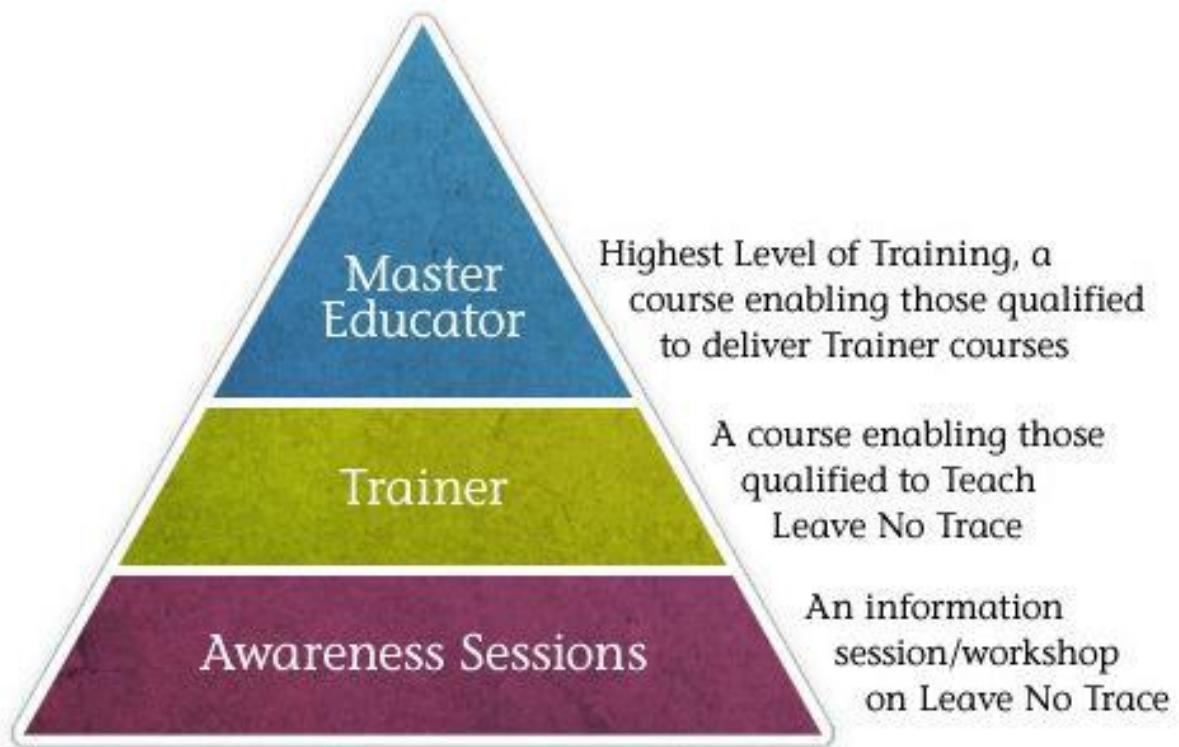 Master
Educator
Highest Level of Training, a
course enabling those qualified
to deliver Trainer courses
Trainer
A course enabling those
qualified to Teach
Leave No Trace
Awareness Sessions
An information
session/workshop
on Leave No Trace